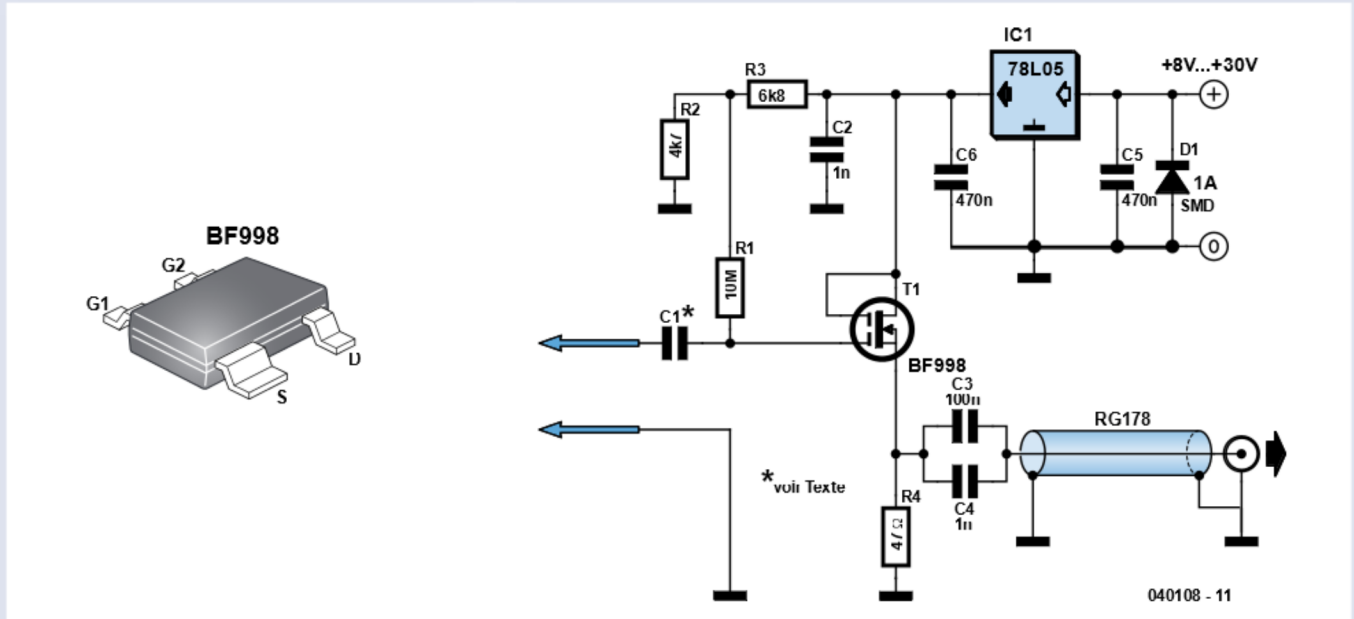 BF998
G2
G1
D
S
IC1
78L05
+8V...+30V
+
R3
6k8
R2
4k7
C2
1n
C6
470n
C5
470n
D1
1A
SMD
0
R1
10M
C1*
T1
BF998
C3
100n
RG178
C4
1n
R4
47Ω
*voir Texte
040108 - 11